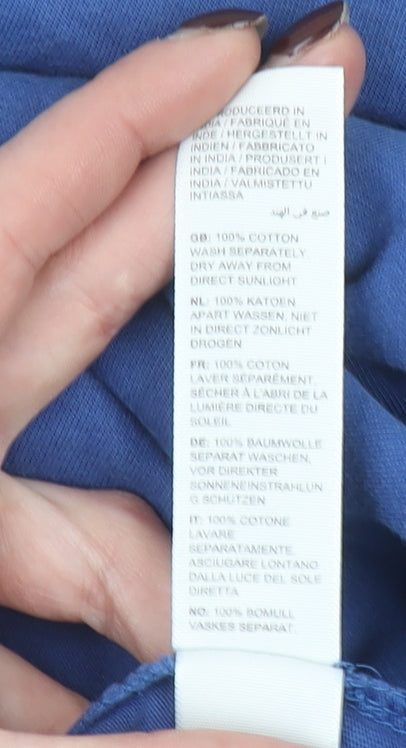 PRODUCEERD IN
INDIA / FABRIQUÉ EN
INDE / HERGESTELLT IN
INDIEN / FABBRICATO
IN INDIA / PRODUSERT I
INDIA / FABRICADO EN
INDIA / VALMISTETTU
INTIASSA
صنع في الهند
GB: 100% COTTON
WASH SEPARATELY.
DRY AWAY FROM
DIRECT SUNLIGHT
NL: 100% KATOEN
APART WASSEN. NIET
IN DIRECT ZONLICHT
DROGEN
FR: 100% COTON
LAVER SÉPARÉMENT.
SÉCHER À L'ABRI DE LA
LUMIÈRE DIRECTE DU
SOLEIL
DE: 100% BAUMWOLLE
SEPARAT WASCHEN,
VOR DIREKTER
SONNENEINSTRAHLUN
G SCHÜTZEN
IT: 100% COTONE
LAVARE
SEPARATAMENTE.
ASCIUGARE LONTANO
DALLA LUCE DEL SOLE
DIRETTA
NO: 100% BOMULL
VASKES SEPARAT.